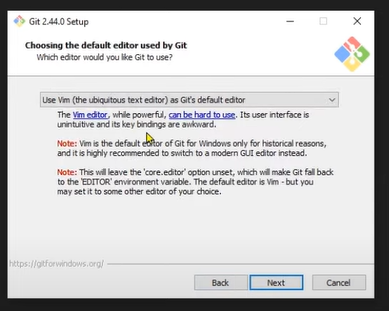 Git 2.44.0 Setup
Choosing the default editor used by Git
Which editor would you like Git to use?
Use Vim (the ubiquitous text editor) as Git's default editor
The Vim editor, while powerful, can be hard to use. Its user interface is
unintuitive and its key bindings are awkward.
Note: Vim is the default editor of Git for Windows only for historical reasons,
and it is highly recommended to switch to a modern GUI editor instead.
Note: This will leave the 'core.editor' option unset, which will make Git fall back
to the 'EDITOR' environment variable. The default editor is Vim - but you
may set it to some other editor of your choice.
https://gitforwindows.org/
Back
Next
Cancel